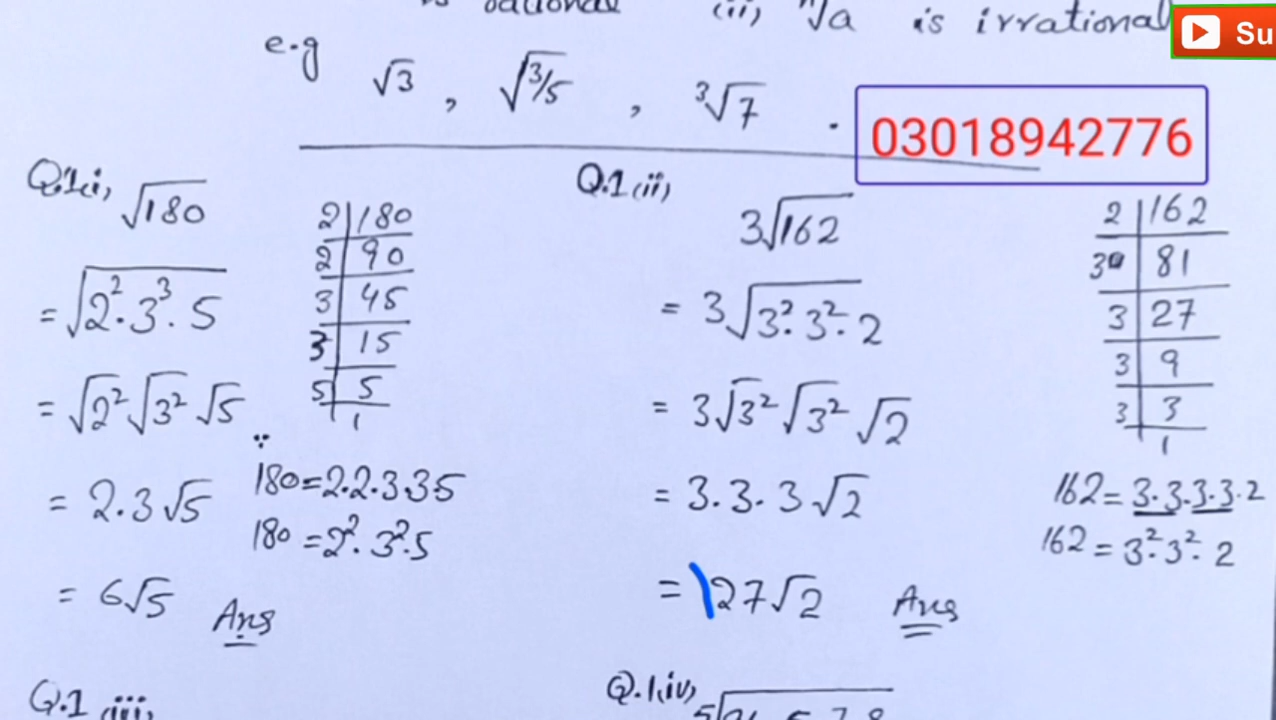 (ii) ⁿ√a is irrational
Su
e.g √3 , √3/5 , ³√7 .
03018942776
Q.1(i), √180
2 | 180
2 | 90
3 | 45
3 | 15
5 | 5
1
= √2².3³.5
= √2² √3² √5
= 2.3√5
= 6√5 Ans
180=2.2.3.3.5
180=2².3².5
Q.1(ii)
3√162
= 3√3².3².2
= 3√3² √3² √2
= 3.3.3√2
= 27√2 Ans
2 | 162
3 | 81
3 | 27
3 | 9
3 | 3
1
162=3.3.3.3.2
162=3².3².2
Q.1 (iii)
Q.1(iv)